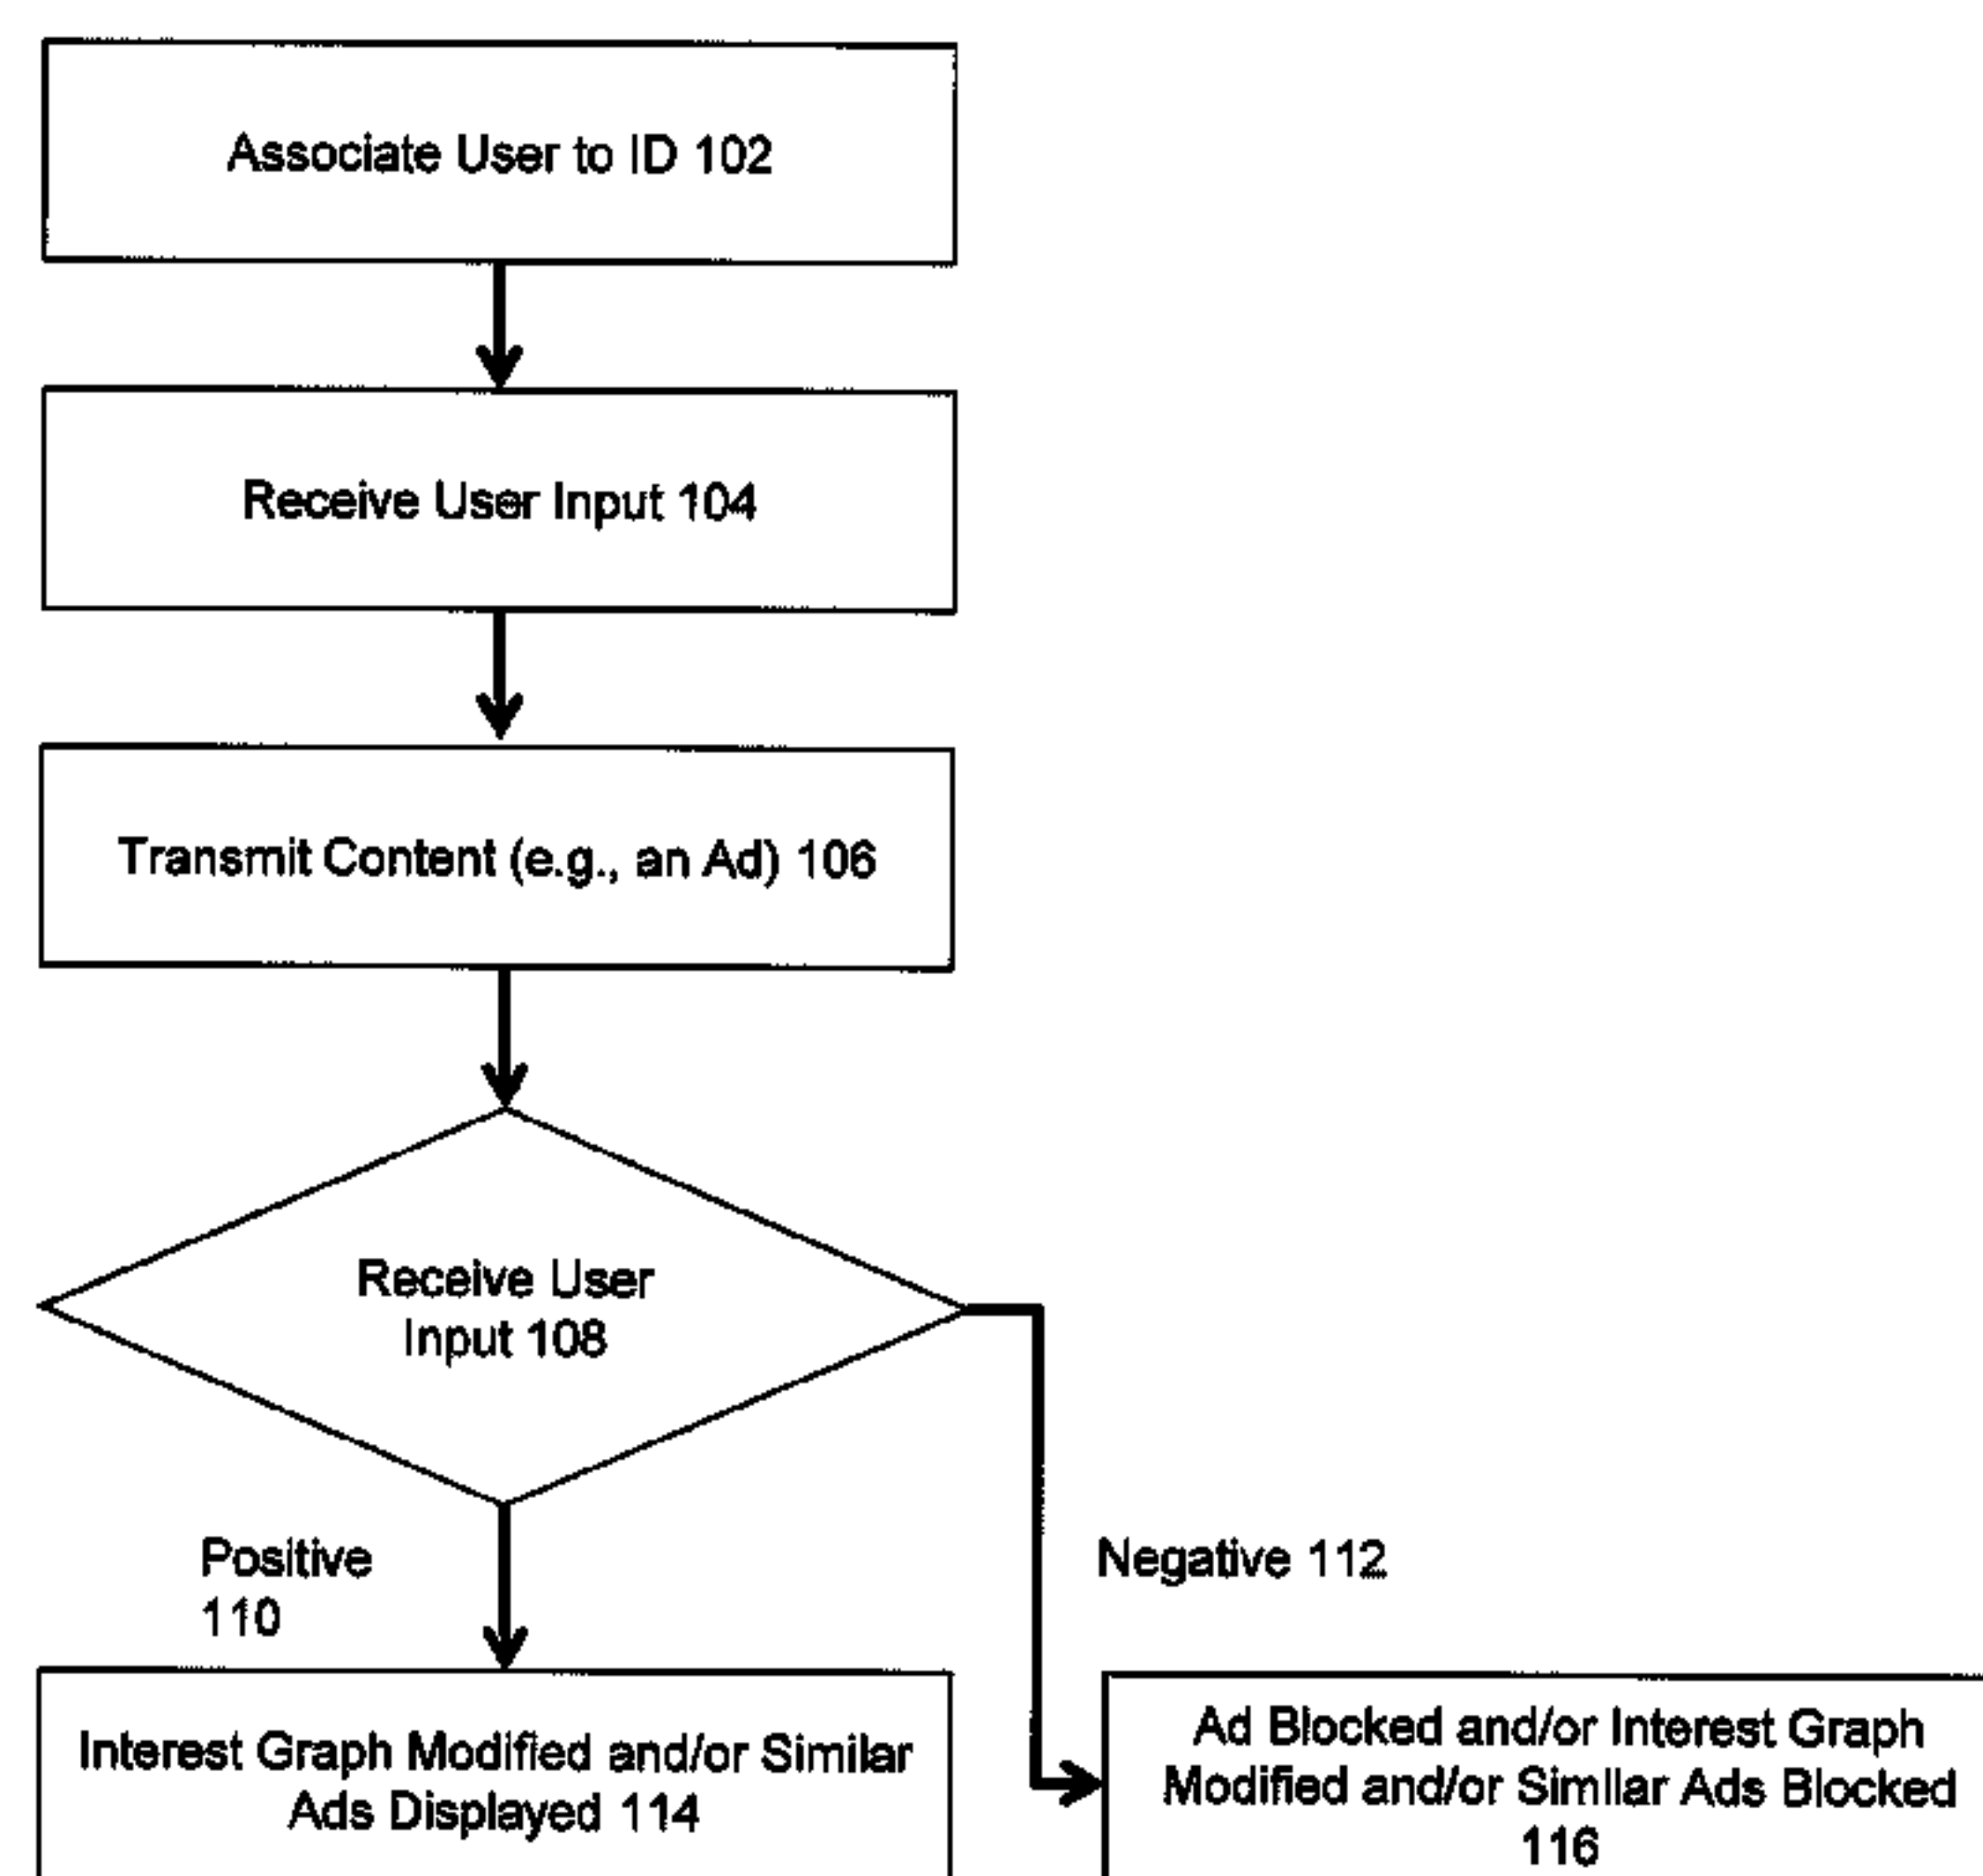 Associate User to ID 102
Receive User Input 104
Transmit Content (e.g., an Ad) 106
Receive User
Input 108
Positive
110
Negative 112
Interest Graph Modified and/or Similar
Ads Displayed 114
Ad Blocked and/or Interest Graph
Modified and/or Similar Ads Blocked
116